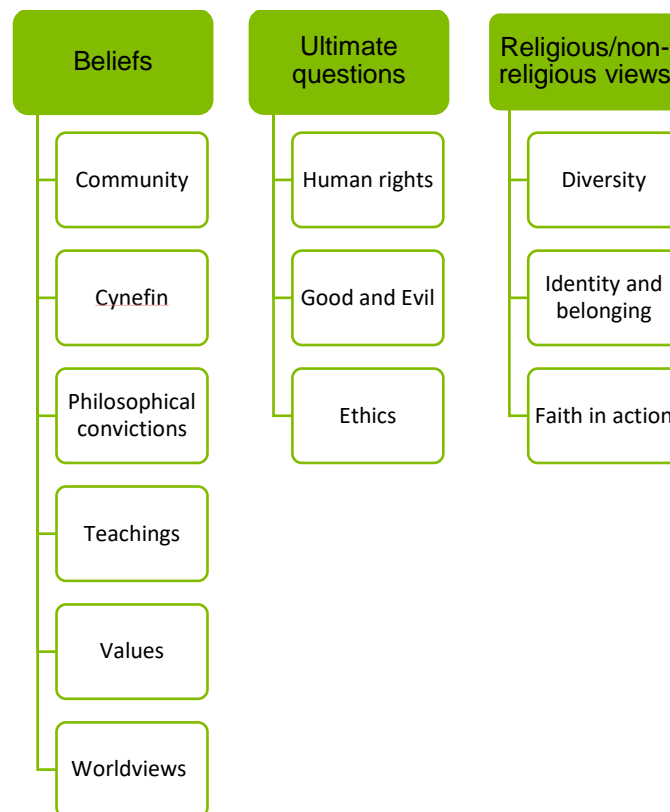 Beliefs
Community
Cynefin
Philosophical
convictions
Teachings
Values
Worldviews
Ultimate
questions
Human rights
Good and Evil
Ethics
Religious/non-
religious views
Diversity
Identity and
belonging
Faith in action